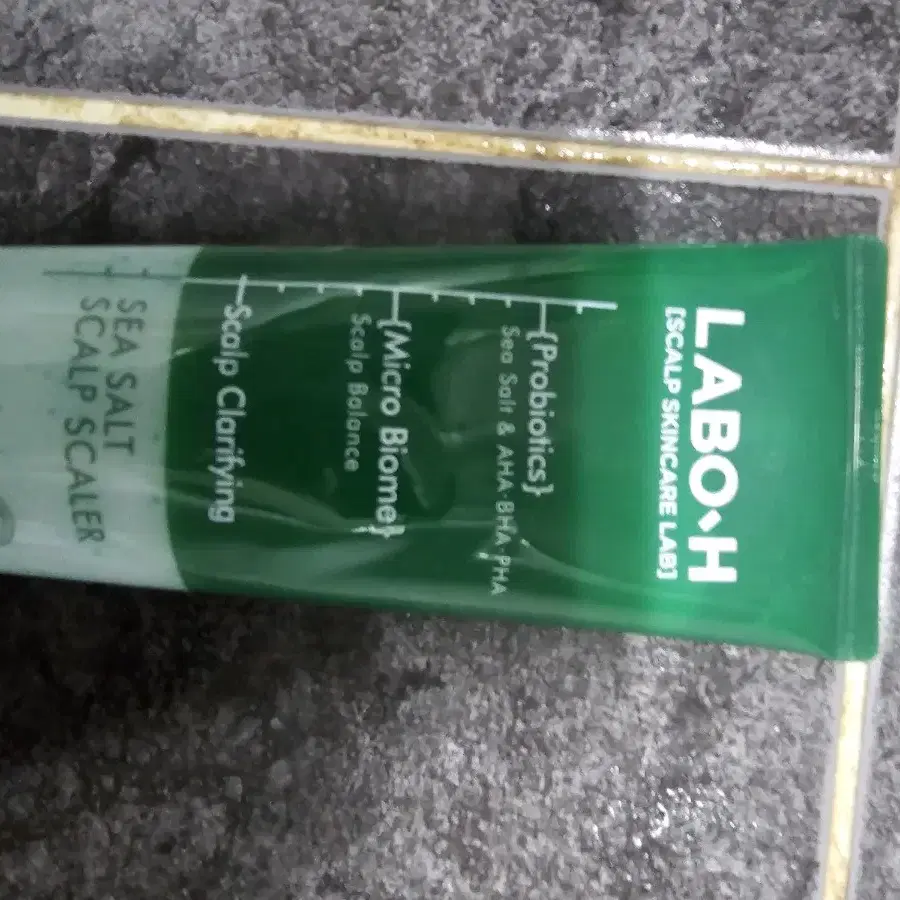 LABO◆H
[SCALP SKINCARE LAB]
{Probiotics}
Sea Salt & AHA·BHA·PHA
{Micro Biome}
Scalp Balance
Scalp Clarifying
SEA SALT
SCALP SCALER